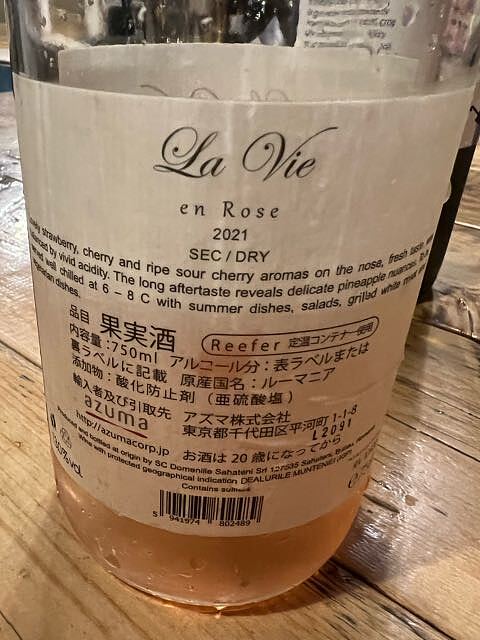 La Vie
en Rose
2021
SEC / DRY
strawberry, cherry and ripe sour cherry aromas on the nose, fresh taste,
by vivid acidity. The long aftertaste reveals delicate pineapple nuances.
well chilled at 6 - 8 C with summer dishes, salads, grilled white
dishes.
品目 果実酒 Reefer 定温コンテナー使用
内容量:750ml アルコール分:表ラベルまたは
裏ラベルに記載 原産国名:ルーマニア
添加物:酸化防止剤(亜硫酸塩)
輸入者及び引取先 アズマ株式会社
azuma 東京都千代田区平河町1-1-8
http://azumacorp.jp L2091
お酒は20歳になってから
Produced and bottled at origin by SC Domeniile Sahateni Srl 127535 Sahateni, Buzau,
wine with protected geographical indication DEALURILE MUNTENIEI
Contains sulfites
5 941974 802489